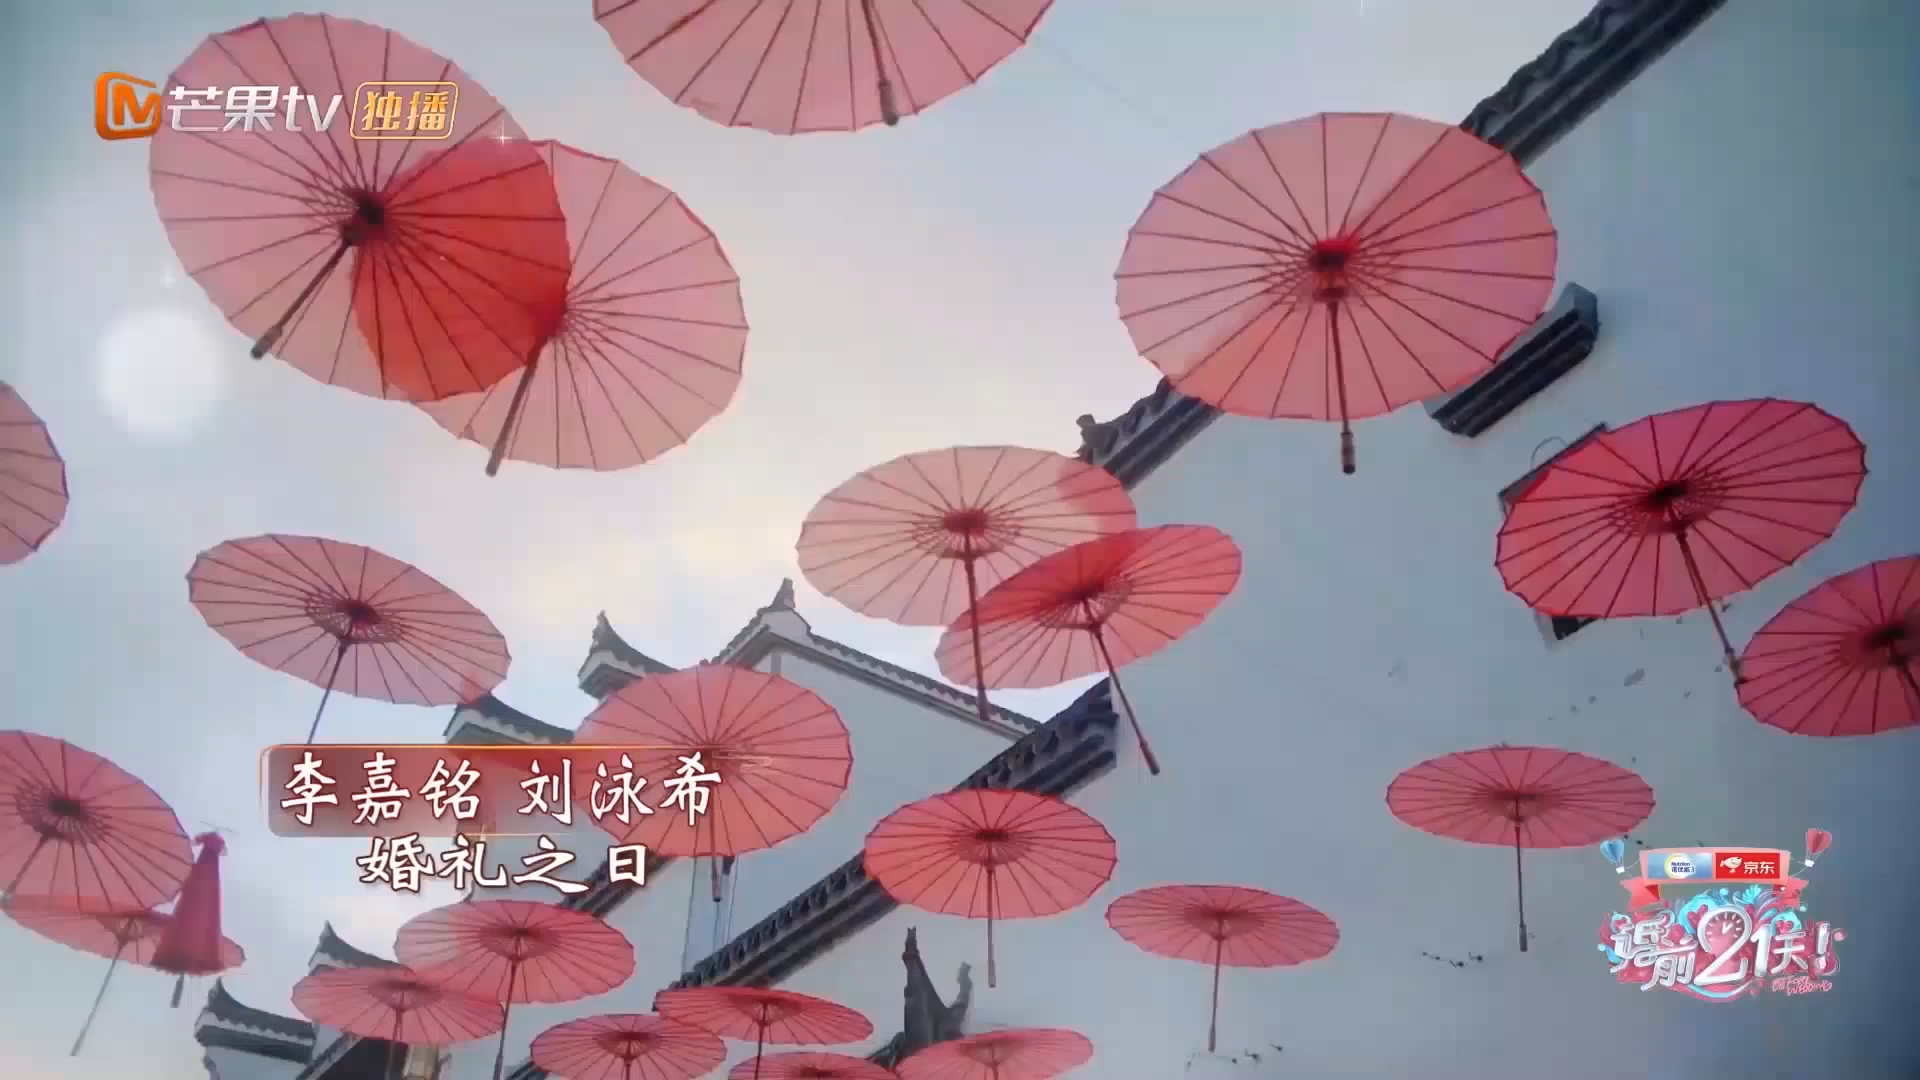 芒果tv 独播
李嘉铭 刘泳希
婚礼之日
京东
婚前21天!